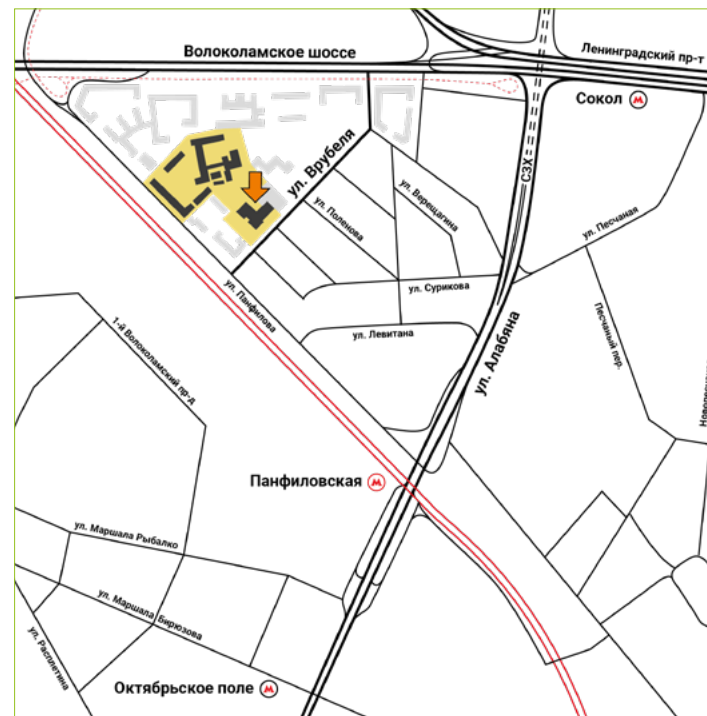 Волоколамское шоссе
Ленинградский пр-т
Сокол М
СЗХ
ул. Врубеля
ул. Верещагина
ул. Поленова
ул. Песчаная
ул. Сурикова
ул. Панфилова
ул. Левитана
ул. Алабяна
Песчаный пер.
1-й Волоколамский пр-д
Панфиловская М
ул. Маршала Рыбалко
ул. Маршала Бирюзова
ул. Расплетина
Октябрьское поле М